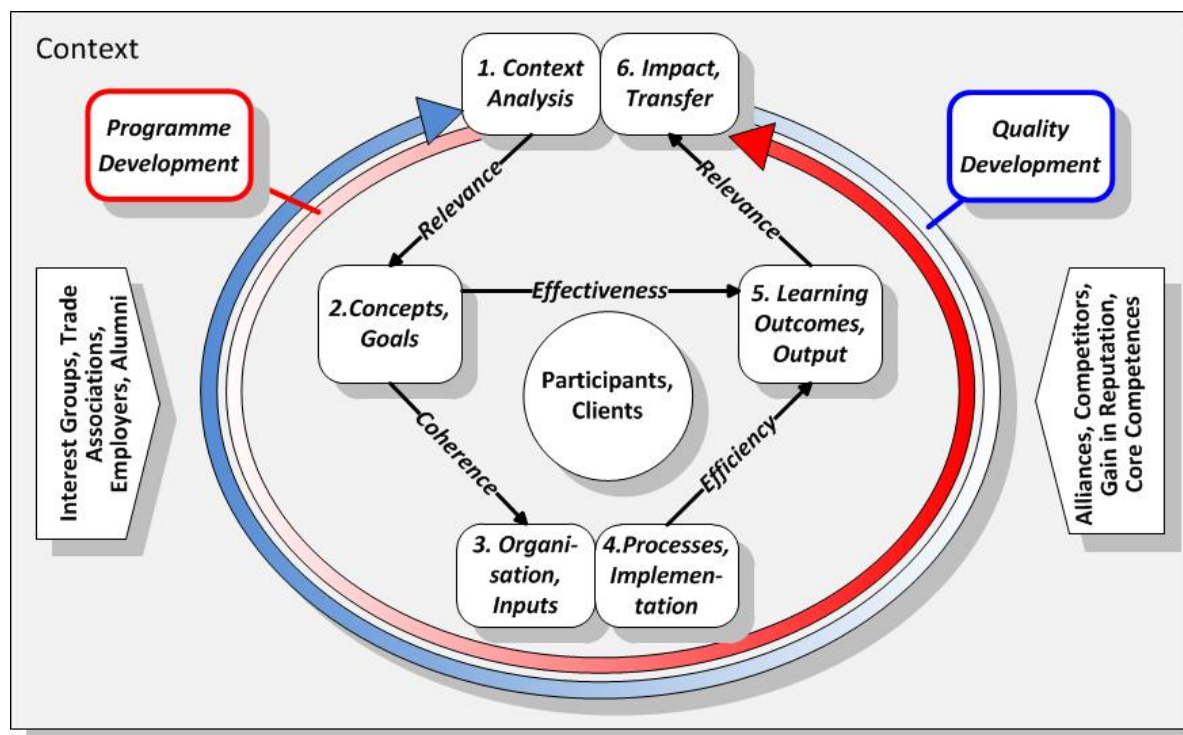 Context
1. Context
Analysis
6. Impact,
Transfer
Programme
Development
Quality
Development
Relevance
Relevance
2.Concepts,
Goals
Effectiveness
5. Learning
Outcomes,
Output
Participants,
Clients
Interest Groups, Trade
Associations,
Employers, Alumni
Alliances, Competitors,
Gain in Reputation,
Core Competences
Coherence
Efficiency
3. Organi-
sation,
Inputs
4.Processes,
Implemen-
tation